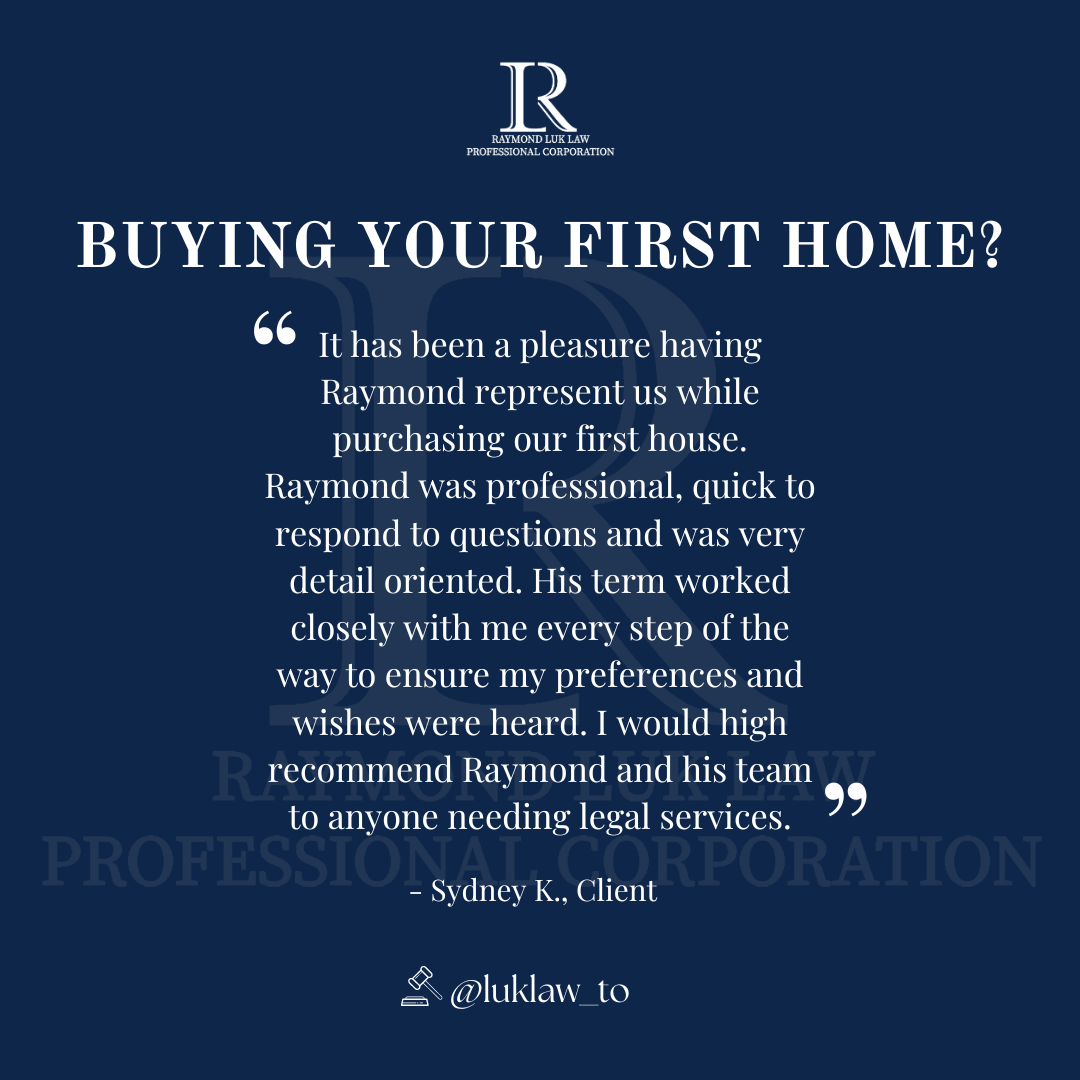 R
RAYMOND LUK LAW
PROFESSIONAL CORPORATION
BUYING YOUR FIRST HOME?
“ It has been a pleasure having
Raymond represent us while
purchasing our first house.
Raymond was professional, quick to
respond to questions and was very
detail oriented. His term worked
closely with me every step of the
way to ensure my preferences and
wishes were heard. I would high
recommend Raymond and his team
to anyone needing legal services. ”
RAYMOND LUK LAW
PROFESSIONAL CORPORATION
- Sydney K., Client
@luklaw_to